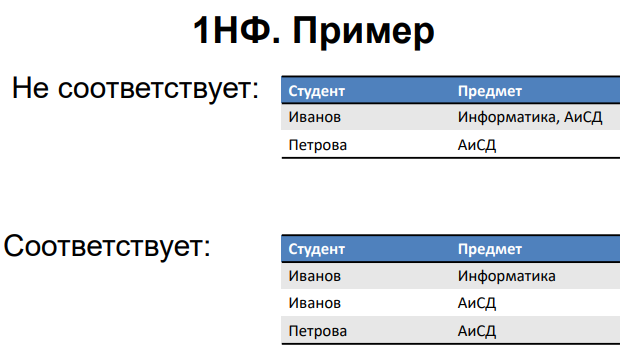 1НФ. Пример
Не соответствует:
Студент Предмет
Иванов Информатика, АиСД
Петрова АиСД
Соответствует:
Студент Предмет
Иванов Информатика
Иванов АиСД
Петрова АиСД